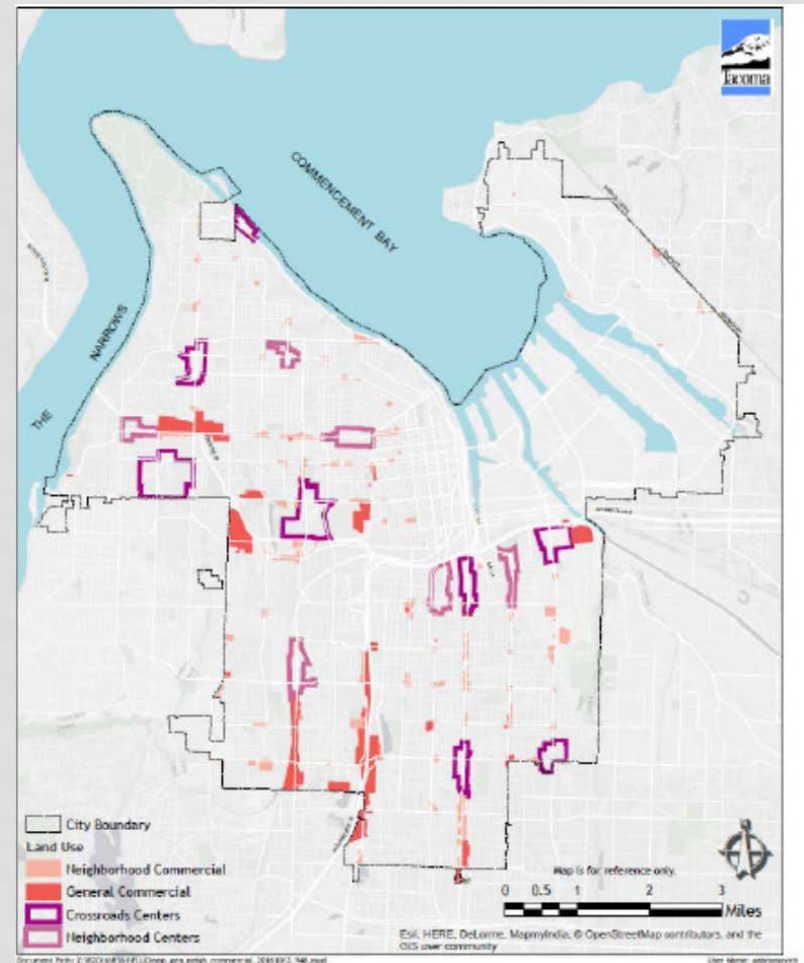 Tacoma
COMMENCEMENT BAY
THE NARROWS
City Boundary
Land Use
Neighborhood Commercial
General Commercial
Crossroads Centers
Neighborhood Centers
Map is for reference only.
0 0.5 1 2 3
Miles
Esri, HERE, DeLorme, MapmyIndia, © OpenStreetMap contributors, and the
GIS user community